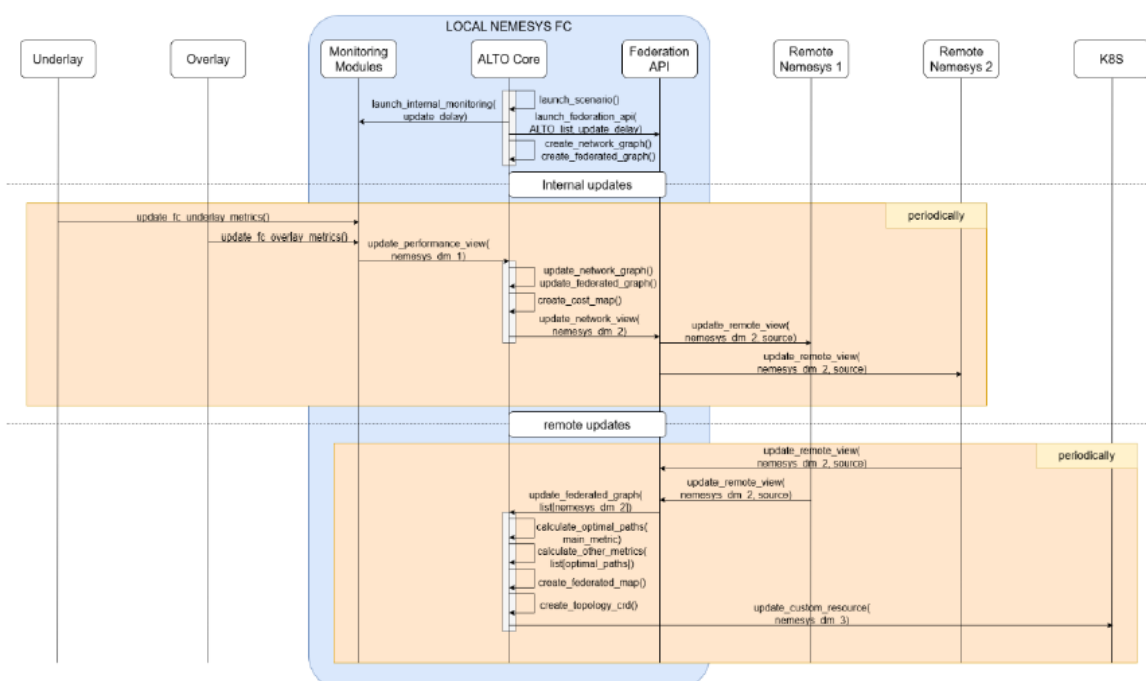 LOCAL NEMESYS FC
Underlay
Overlay
Monitoring
Modules
ALTO Core
Federation
API
Remote
Nemesys 1
Remote
Nemesys 2
K8S
launch_scenario()
launch_internal_monitoring(
update_delay)
launch_federation_api(
ALTO_list_update_delay)
create_network_graph()
create_federated_graph()
Internal updates
periodically
update_fc_underlay_metrics()
update_fc_overlay_metrics()
update_performance_view(
nemesys_dm_1)
update_network_graph()
update_federated_graph()
create_cost_map()
update_network_view(
nemesys_dm_2)
update_remote_view(
nemesys_dm_2, source)
update_remote_view(
nemesys_dm_2, source)
remote updates
periodically
update_remote_view(
nemesys_dm_2, source)
update_remote_view(
nemesys_dm_2, source)
update_federated_graph(
list[nemesys_dm_2])
calculate_optimal_paths(
main_metric)
calculate_other_metrics(
list[optimal_paths])
create_federated_map()
create_topology_crd()
update_custom_resource(
nemesys_dm_3)